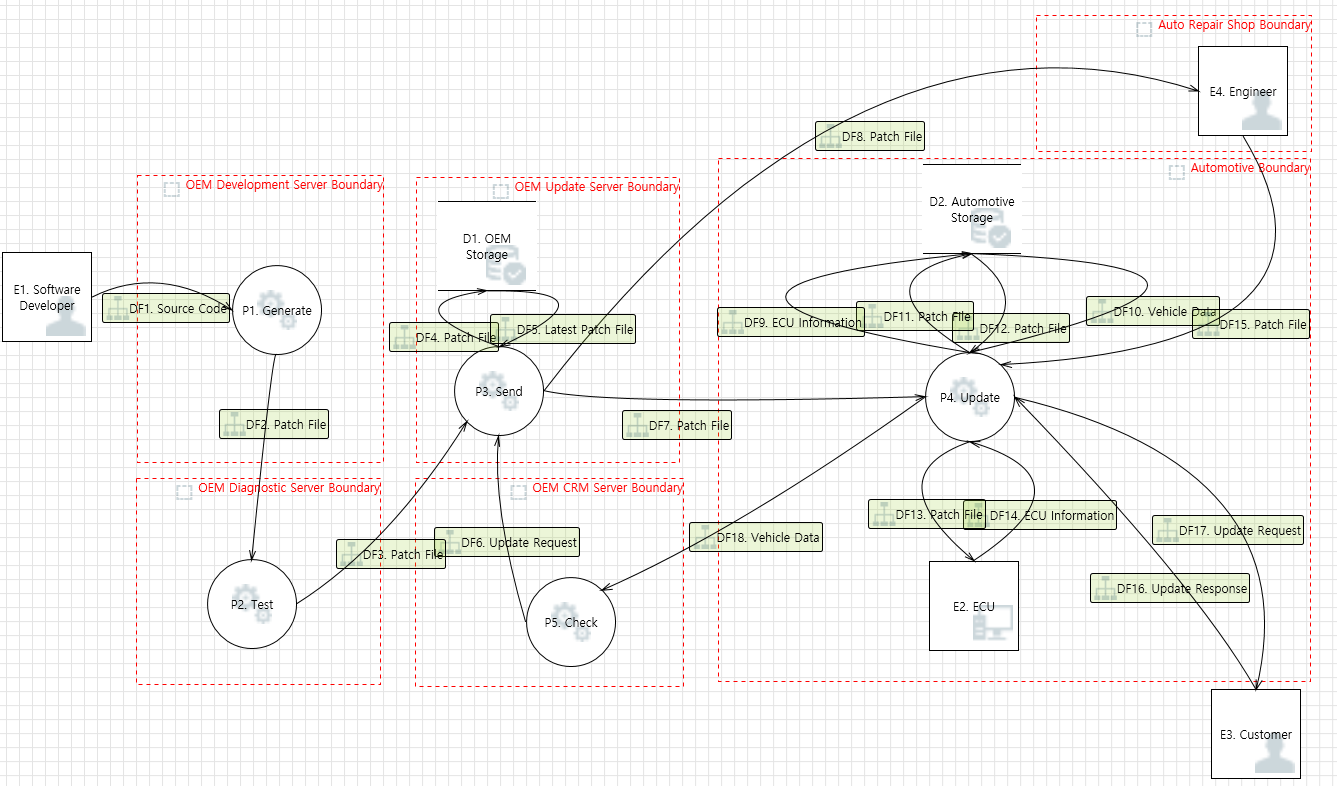 Auto Repair Shop Boundary
E4. Engineer
DF8. Patch File
Automotive Boundary
OEM Development Server Boundary
OEM Update Server Boundary
D2. Automotive
Storage
D1. OEM
Storage
E1. Software
Developer
DF1. Source Code
P1. Generate
DF4. Patch File
DF5. Latest Patch File
DF9. ECU Information
DF11. Patch File
DF12. Patch File
DF10. Vehicle Data
DF15. Patch File
P3. Send
P4. Update
DF2. Patch File
DF7. Patch File
OEM Diagnostic Server Boundary
OEM CRM Server Boundary
DF13. Patch File
DF14. ECU Information
DF17. Update Request
DF3. Patch File
DF6. Update Request
DF18. Vehicle Data
DF16. Update Response
P2. Test
P5. Check
E2. ECU
E3. Customer